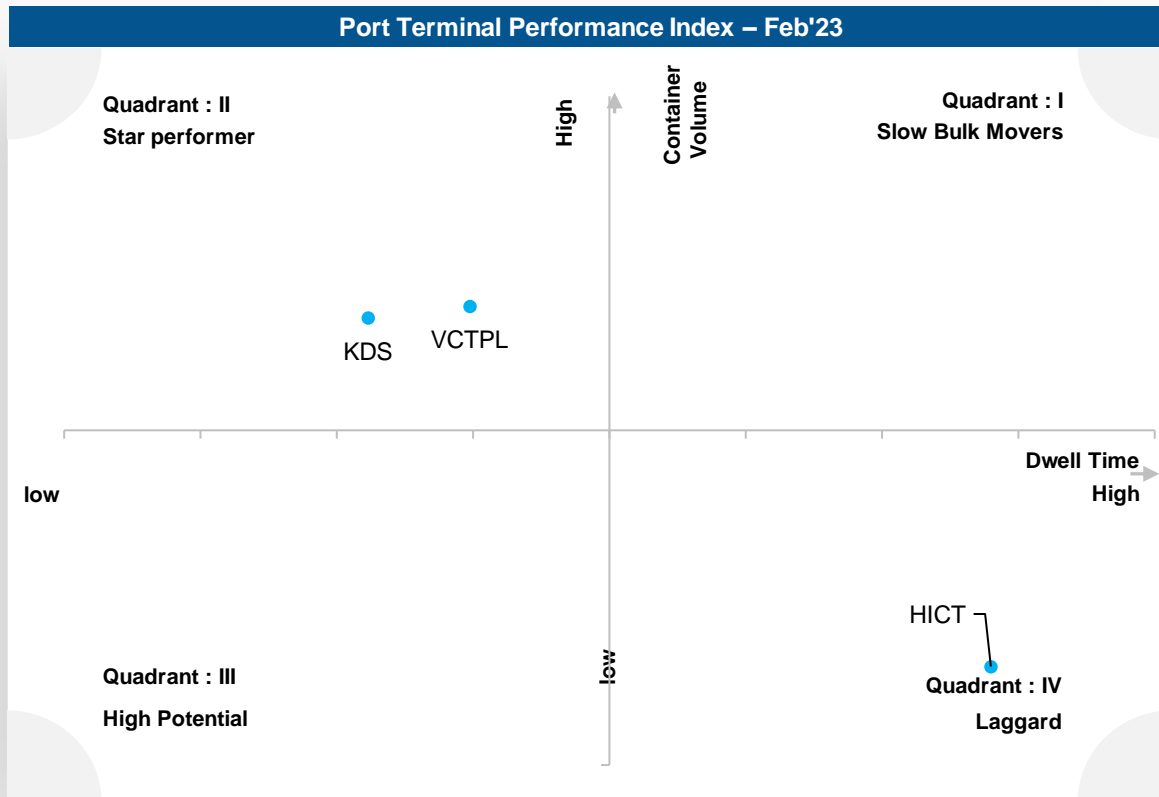 Port Terminal Performance Index – Feb'23
Quadrant : II
Star performer
High
Container
Volume
Quadrant : I
Slow Bulk Movers
KDS
VCTPL
Dwell Time
High
low
HICT
low
Quadrant : III
High Potential
Quadrant : IV
Laggard